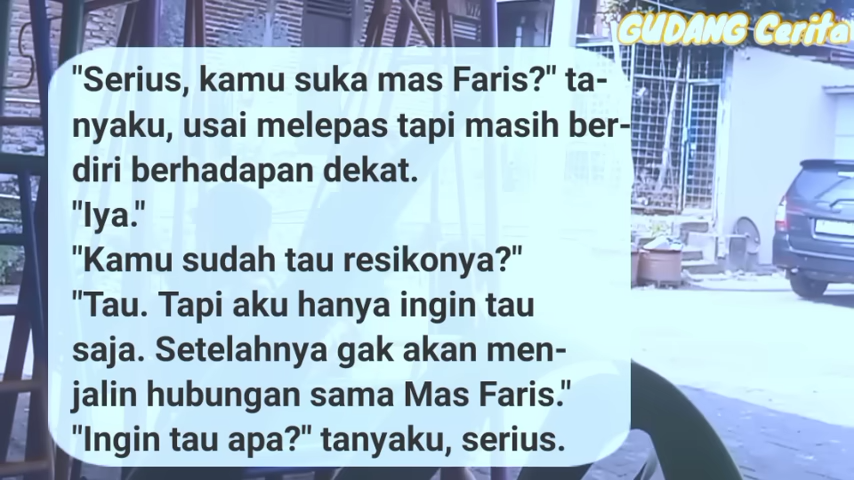 GUDANG Cerita
"Serius, kamu suka mas Faris?" ta-
nyaku, usai melepas tapi masih ber-
diri berhadapan dekat.
"Iya."
"Kamu sudah tau resikonya?"
"Tau. Tapi aku hanya ingin tau
saja. Setelahnya gak akan men-
jalin hubungan sama Mas Faris."
"Ingin tau apa?" tanyaku, serius.